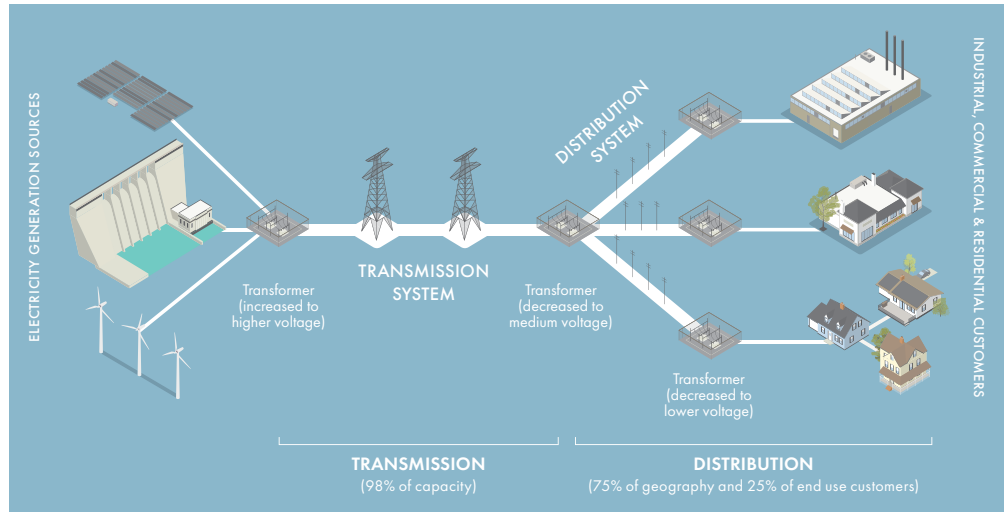 ELECTRICITY GENERATION SOURCES
Transformer
(increased to
higher voltage)
TRANSMISSION
SYSTEM
Transformer
(decreased to
medium voltage)
DISTRIBUTION
SYSTEM
Transformer
(decreased to
lower voltage)
INDUSTRIAL, COMMERCIAL & RESIDENTIAL CUSTOMERS
TRANSMISSION
(98% of capacity)
DISTRIBUTION
(75% of geography and 25% of end use customers)